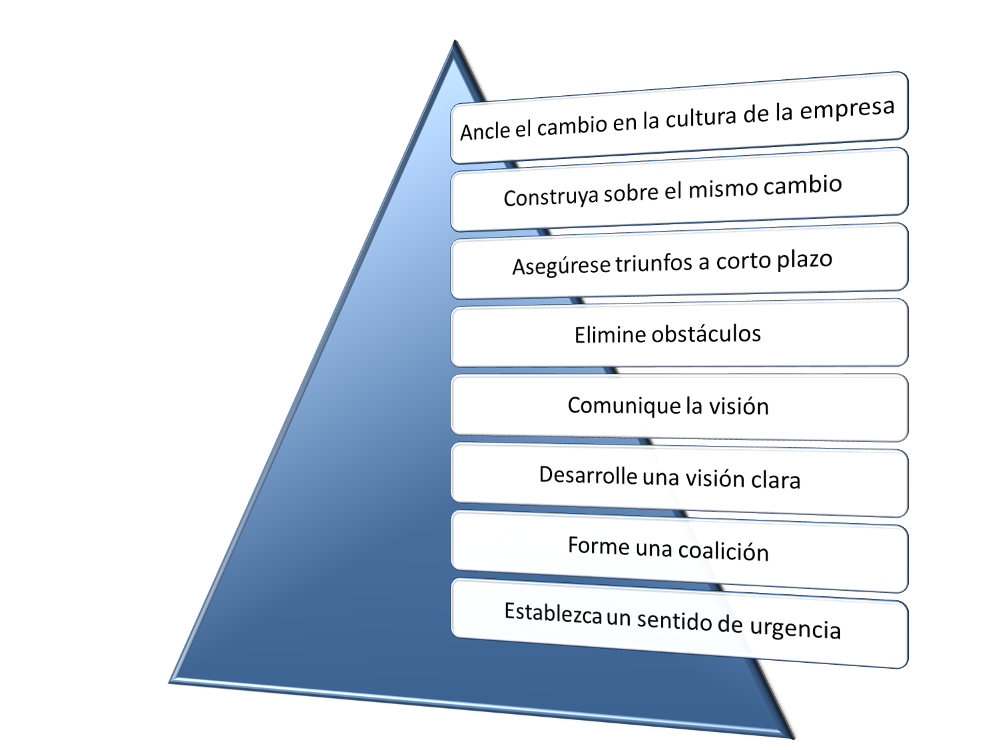 Ancle el cambio en la cultura de la empresa
Construya sobre el mismo cambio
Asegúrese triunfos a corto plazo
Elimine obstáculos
Comunique la visión
Desarrolle una visión clara
Forme una coalición
Establezca un sentido de urgencia